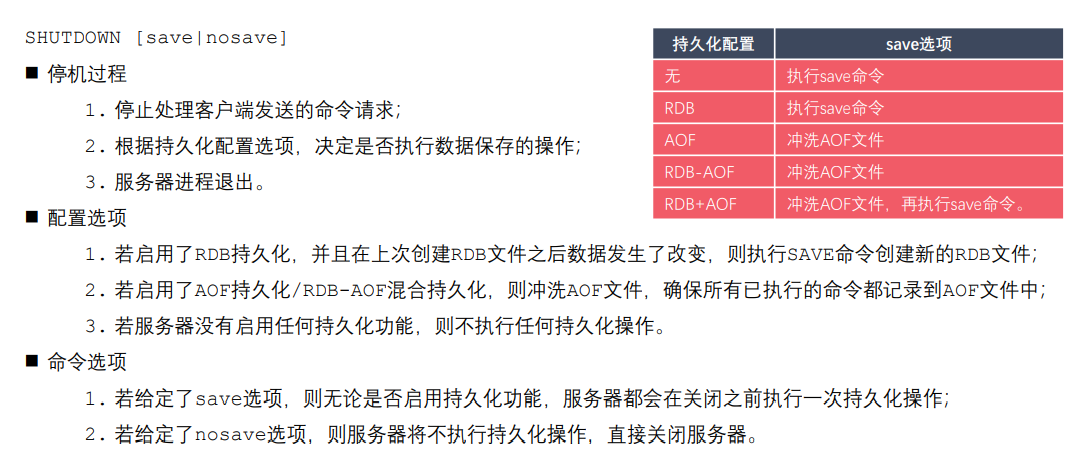 SHUTDOWN [save|nosave]
■ 停机过程
1. 停止处理客户端发送的命令请求;
2. 根据持久化配置选项，决定是否执行数据保存的操作;
3. 服务器进程退出。
持久化配置 save选项
无 执行save命令
RDB 执行save命令
AOF 冲洗AOF文件
RDB-AOF 冲洗AOF文件
RDB+AOF 冲洗AOF文件，再执行save命令。
■ 配置选项
1. 若启用了RDB持久化，并且在上次创建RDB文件之后数据发生了改变，则执行SAVE命令创建新的RDB文件;
2. 若启用了AOF持久化/RDB-AOF混合持久化，则冲洗AOF文件，确保所有已执行的命令都记录到AOF文件中;
3. 若服务器没有启用任何持久化功能，则不执行任何持久化操作。
■ 命令选项
1. 若给定了save选项，则无论是否启用持久化功能，服务器都会在关闭之前执行一次持久化操作;
2. 若给定了nosave选项，则服务器将不执行持久化操作，直接关闭服务器。